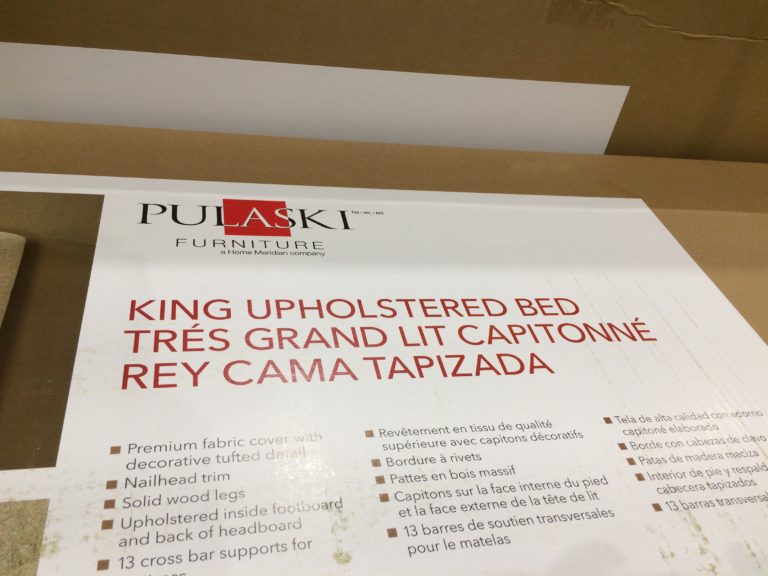 PULASKI TM / MC / MR
FURNITURE
a Home Meridian company
KING UPHOLSTERED BED
TRÉS GRAND LIT CAPITONNÉ
REY CAMA TAPIZADA
■ Premium fabric cover with
decorative tufted detail
■ Nailhead trim
■ Solid wood legs
■ Upholstered inside footboard
and back of headboard
■ 13 cross bar supports for
■ Revêtement en tissu de qualité
supérieure avec capitons décoratifs
■ Bordure à rivets
■ Pattes en bois massif
■ Capitons sur la face interne du pied
et la face externe de la tête de lit
■ 13 barres de soutien transversales
pour le matelas
■ Tela de alta calidad con adorno
capitoné elaborado
■ Borde con cabezas de clavo
■ Patas de madera maciza
■ Interior de pie y respald
cabecera tapizados
■ 13 barras transversal